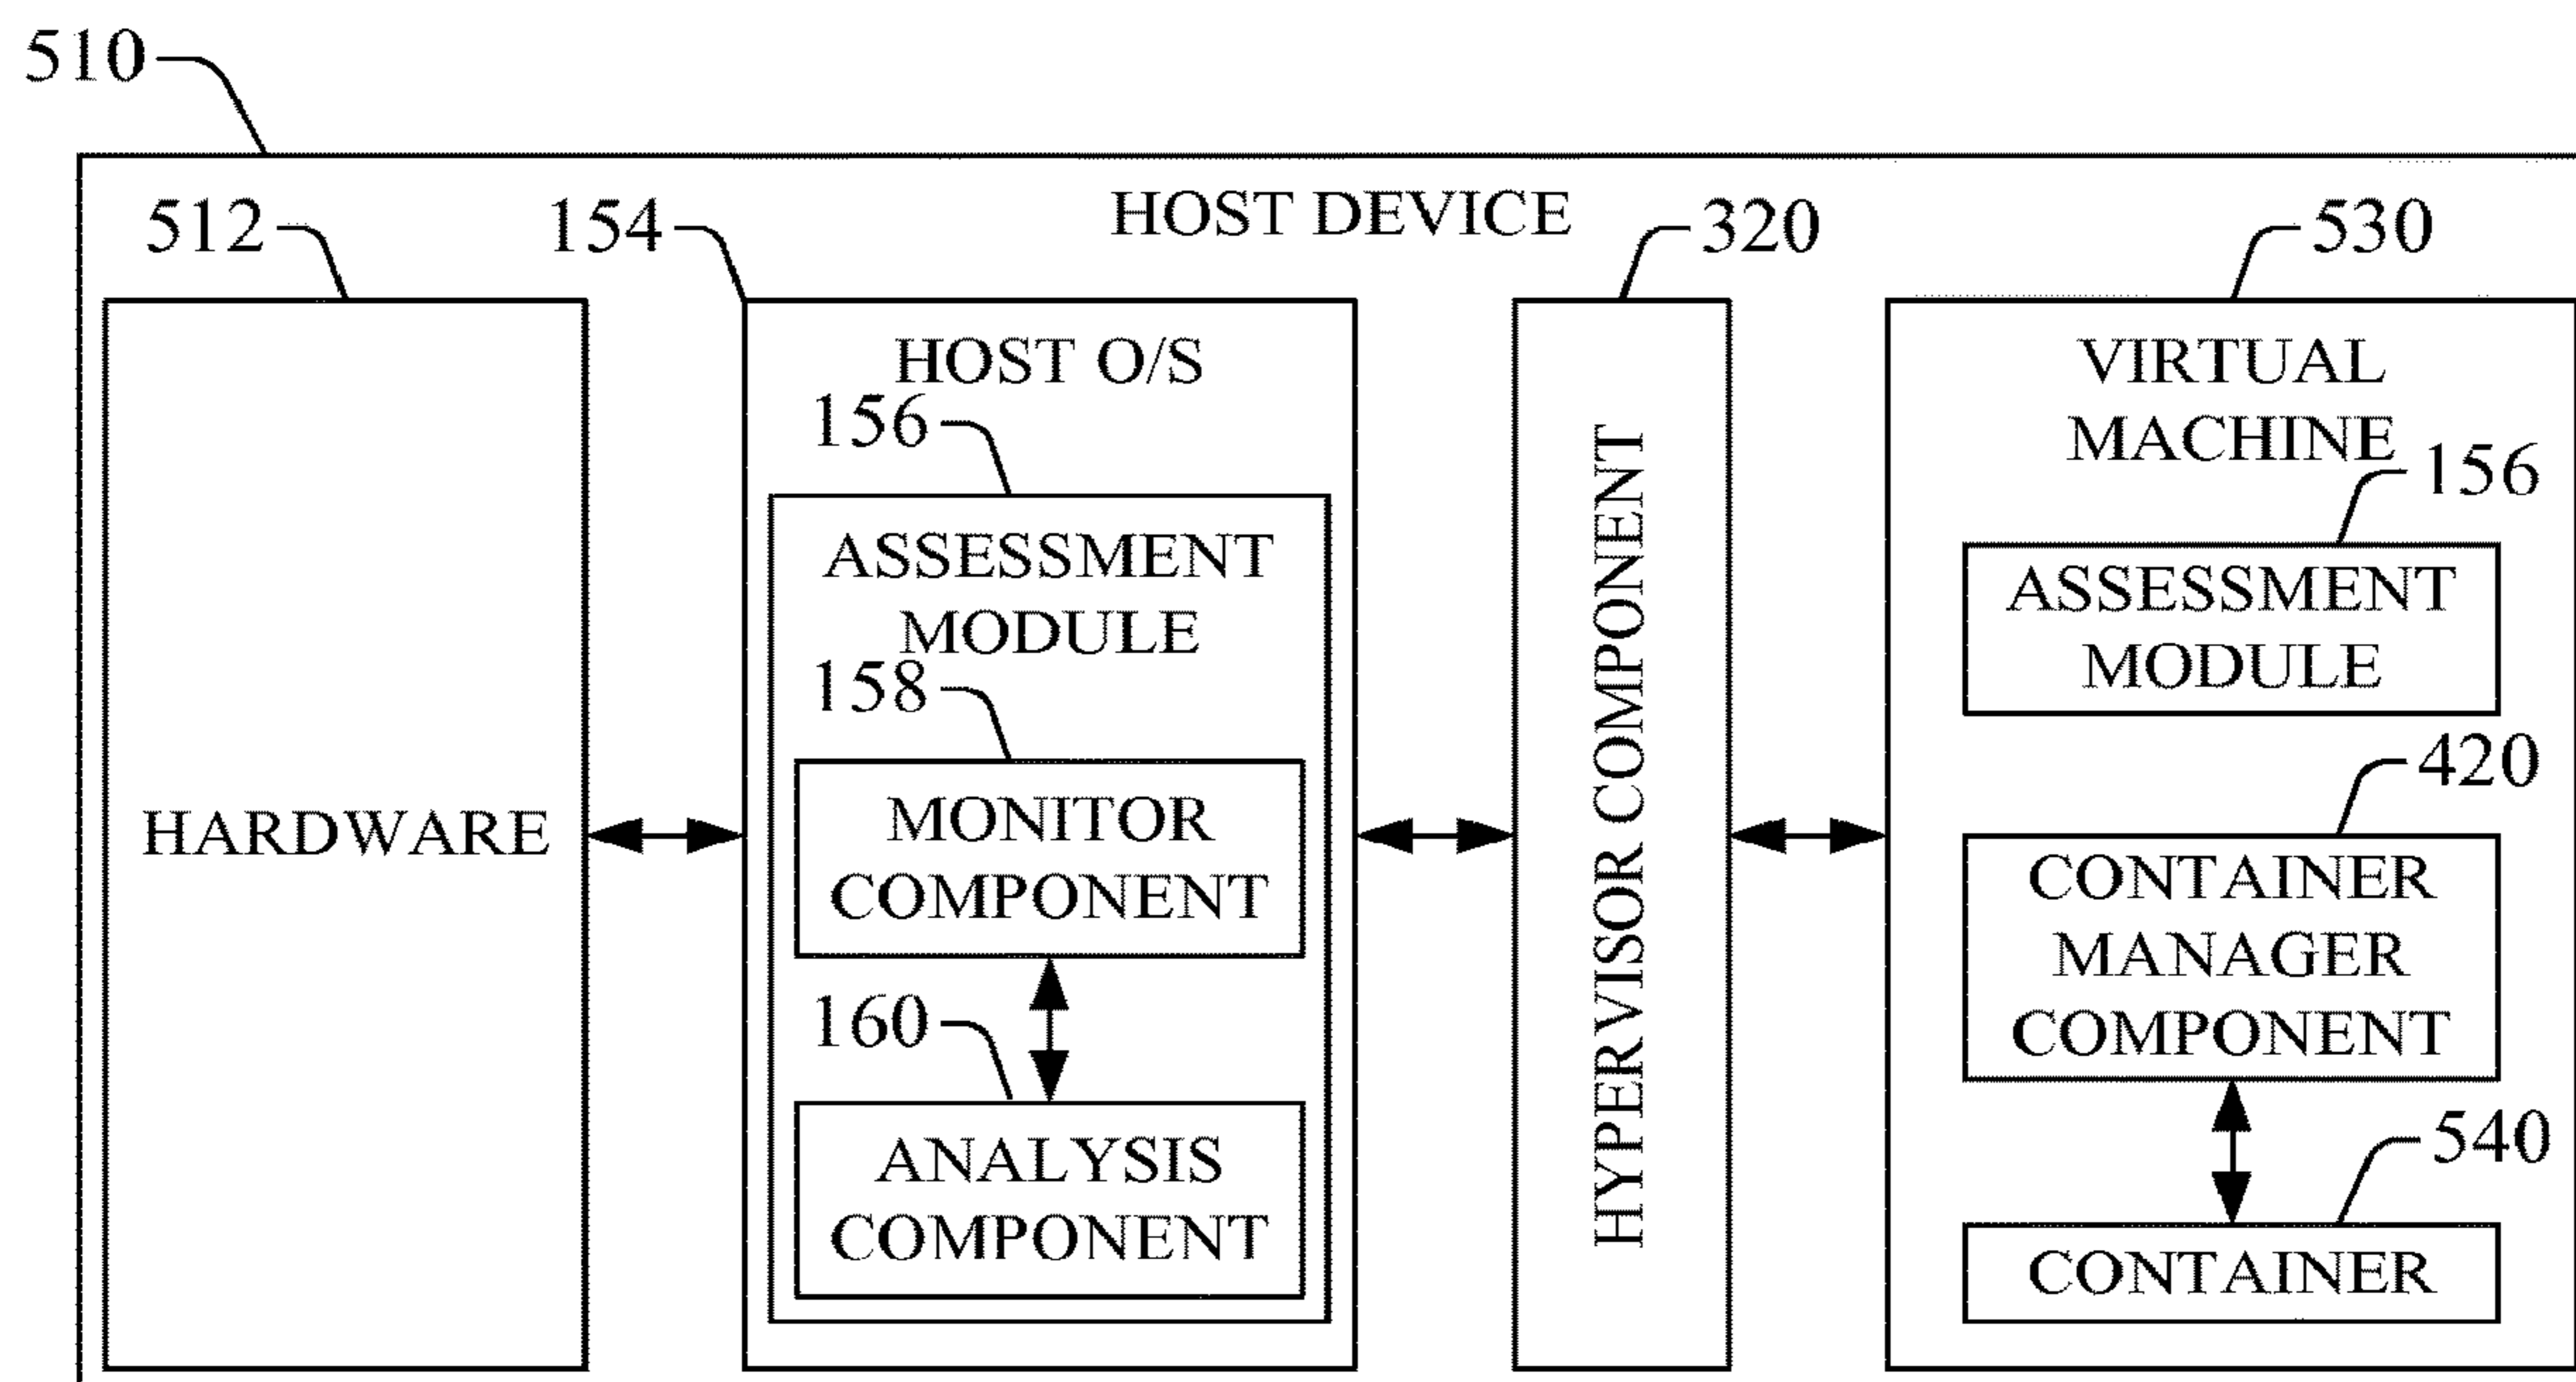 510
HOST DEVICE
512
154
320
530
HARDWARE
HOST O/S
156
ASSESSMENT
MODULE
158
MONITOR
COMPONENT
160
ANALYSIS
COMPONENT
HYPERVISOR COMPONENT
VIRTUAL
MACHINE
156
ASSESSMENT
MODULE
420
CONTAINER
MANAGER
COMPONENT
540
CONTAINER